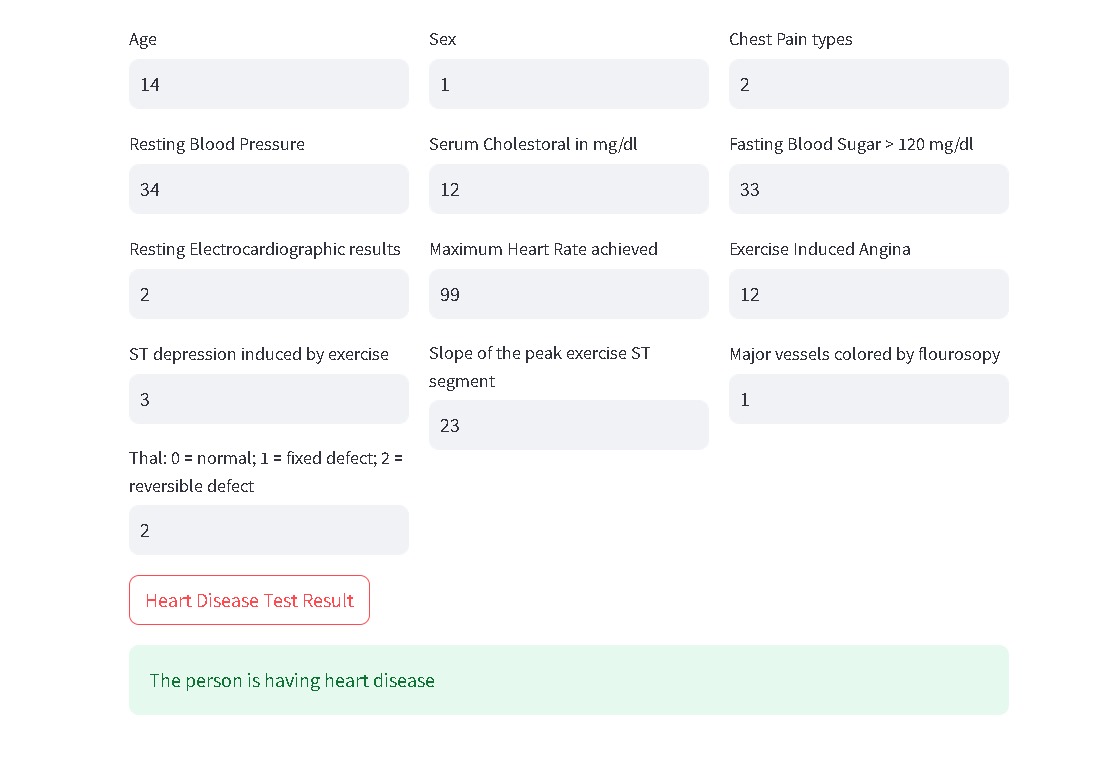 Age
14
Sex
1
Chest Pain types
2
Resting Blood Pressure
34
Serum Cholestoral in mg/dl
12
Fasting Blood Sugar > 120 mg/dl
33
Resting Electrocardiographic results
2
Maximum Heart Rate achieved
99
Exercise Induced Angina
12
ST depression induced by exercise
3
Slope of the peak exercise ST
segment
23
Major vessels colored by flourosopy
1
Thal: 0 = normal; 1 = fixed defect; 2 =
reversible defect
2
Heart Disease Test Result
The person is having heart disease